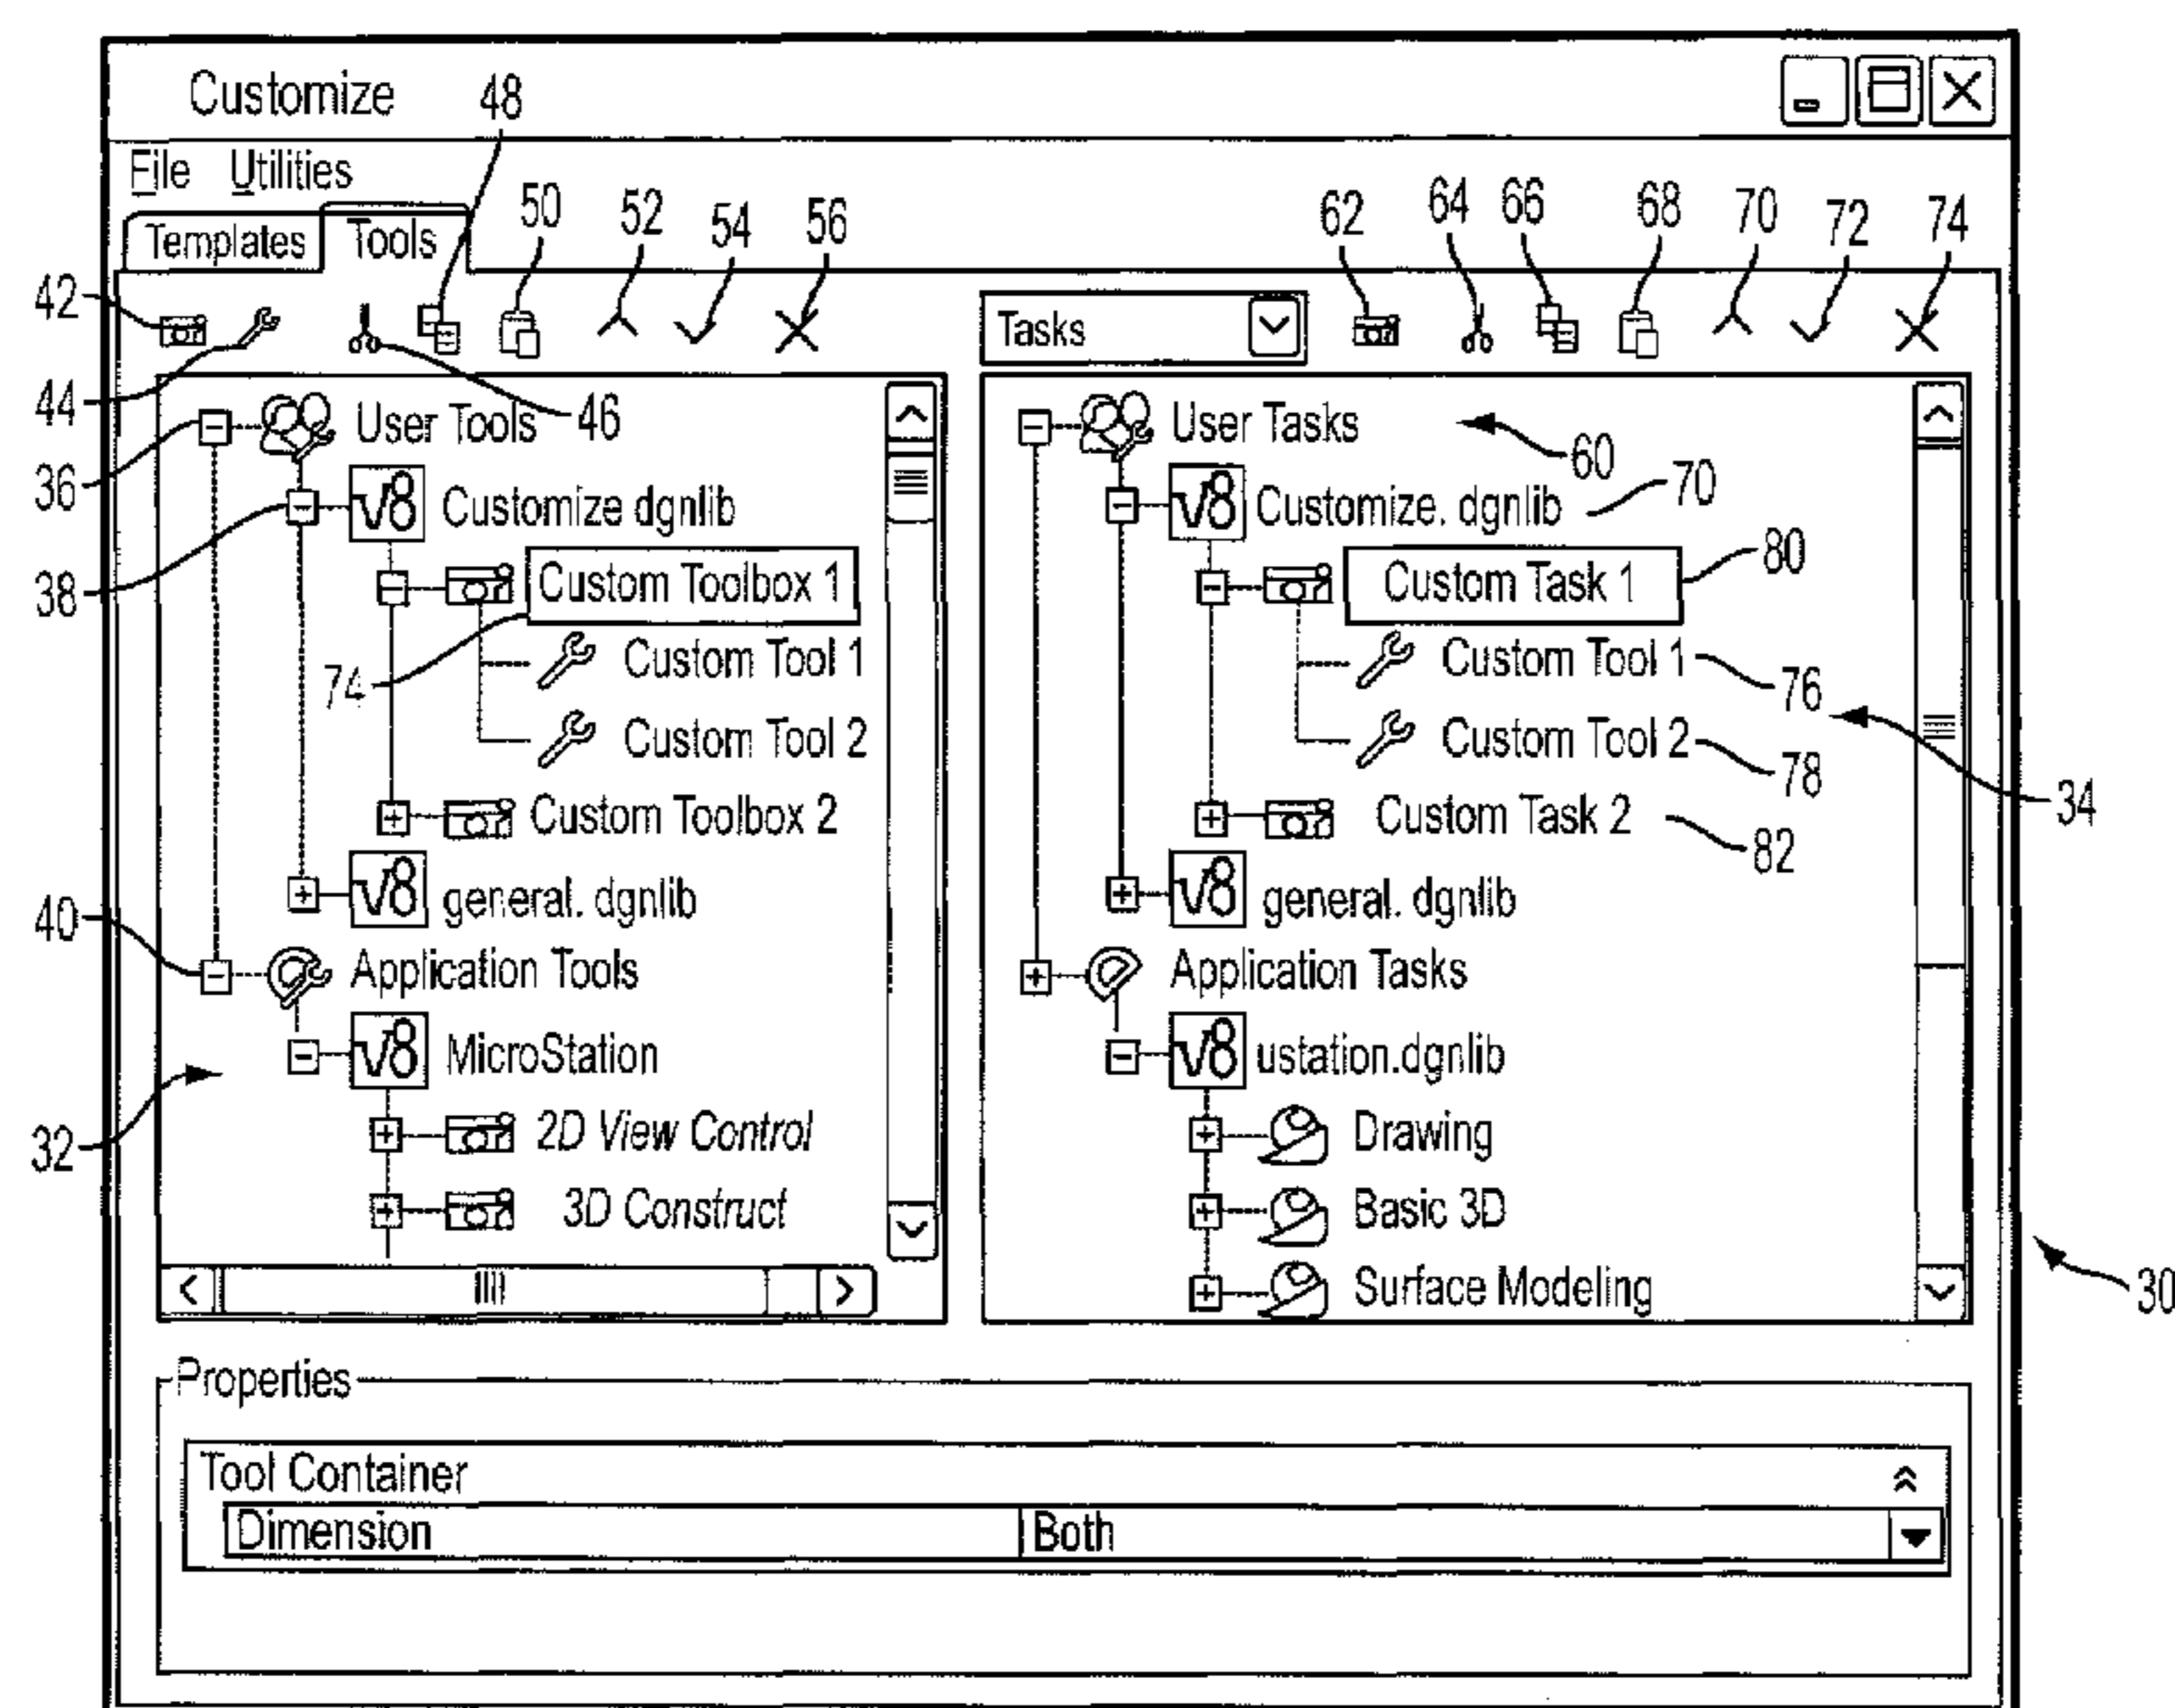 Customize
48
File Utilities
50 52 54 56 62 64 66 68 70 72 74
Templates Tools
42
Tasks
44
User Tools
46
User Tasks
60
36
Customize dgnlib
Customize. dgnlib
70
V8
V8
38
Custom Toolbox 1
Custom Task 1
80
74
Custom Tool 1
Custom Tool 1
76
Custom Tool 2
Custom Tool 2
78
34
Custom Toolbox 2
Custom Task 2
82
V8 general. dgnlib
V8 general. dgnlib
40
Application Tools
Application Tasks
V8 MicroStation
V8 ustation.dgnlib
32
2D View Control
Drawing
3D Construct
Basic 3D
Surface Modeling
30
Properties
Tool Container
Dimension Both